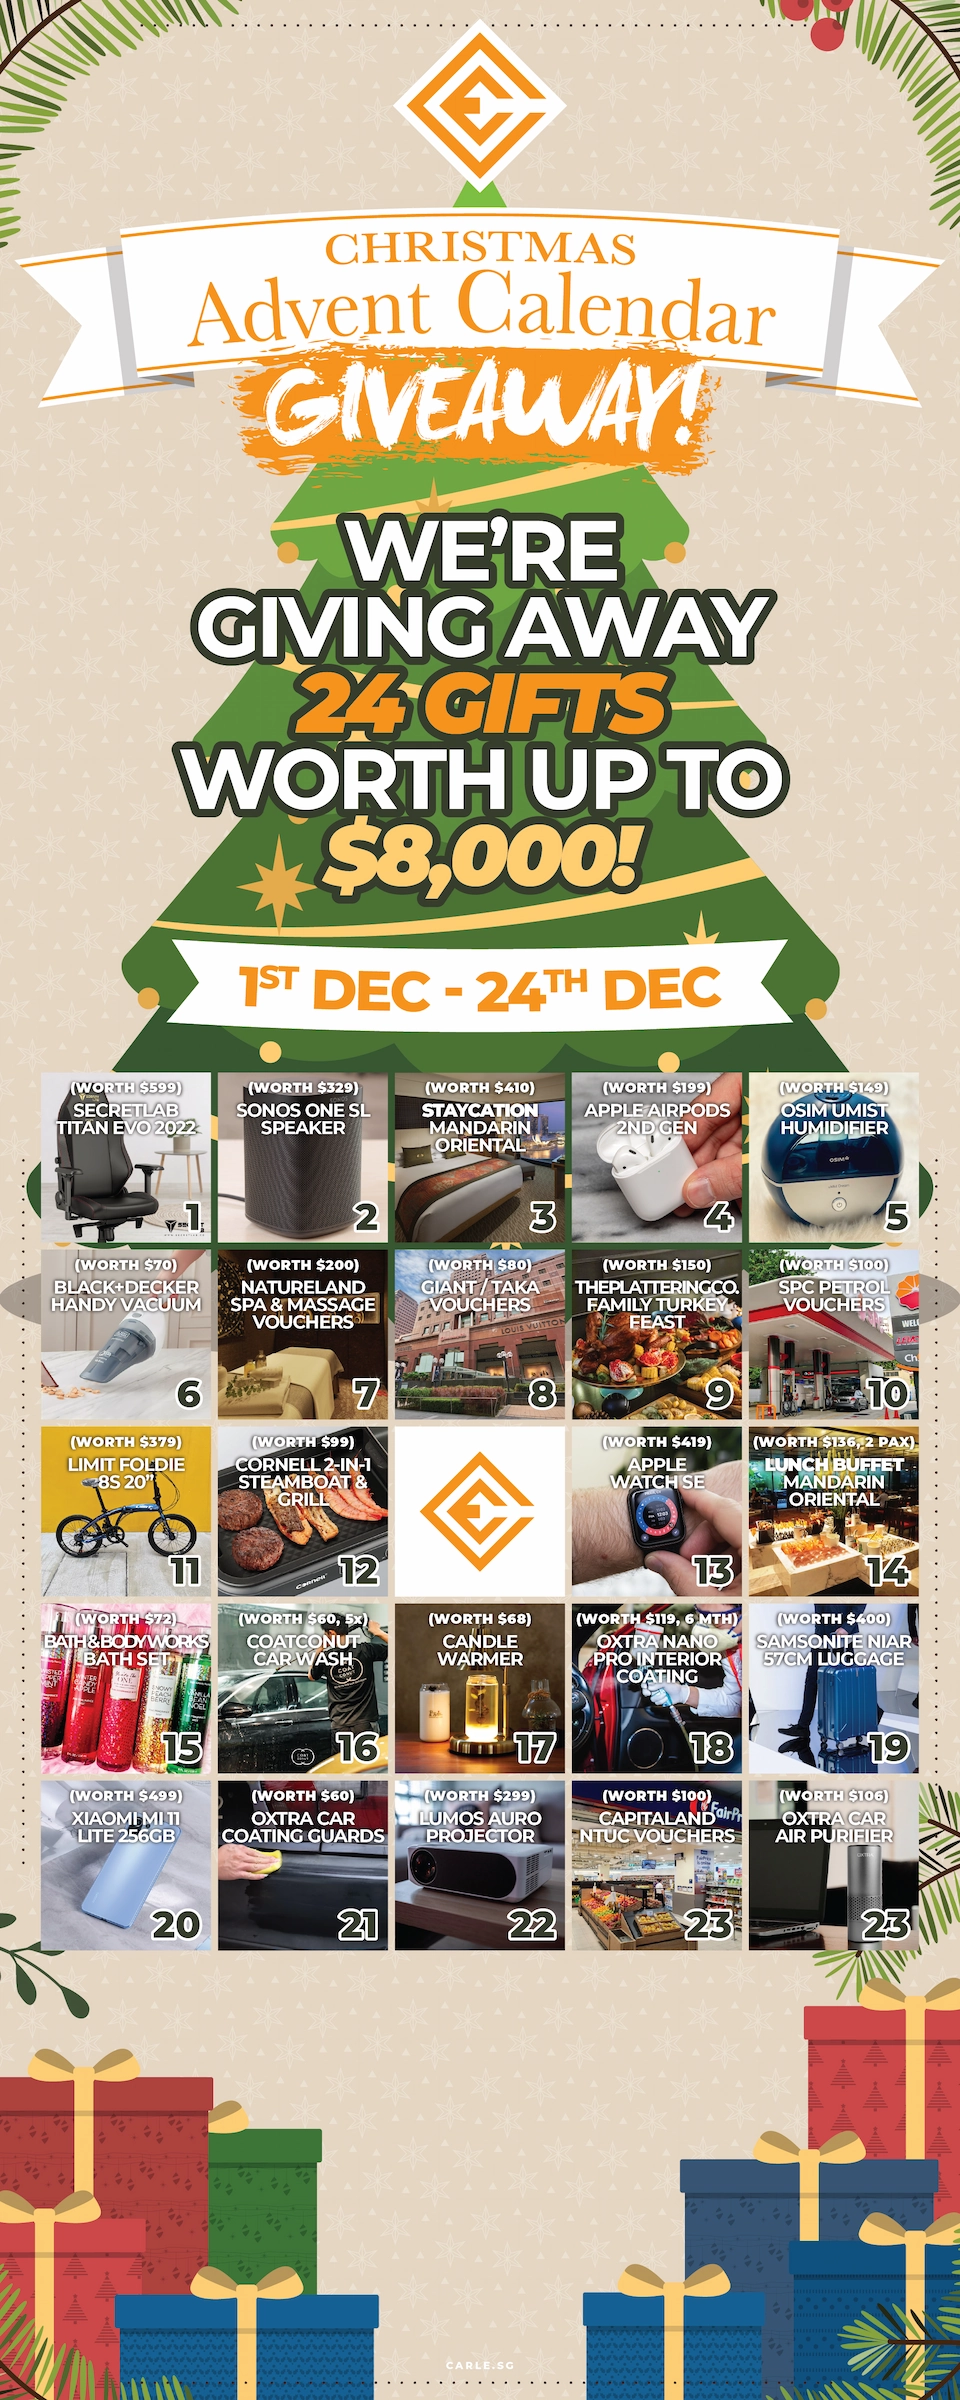 CHRISTMAS
Advent Calendar
GIVEAWAY!
WE'RE
GIVING AWAY
24 GIFTS
WORTH UP TO
$8,000!
1ST DEC - 24TH DEC
(WORTH $599)
SECRETLAB
TITAN EVO 2022
1
(WORTH $329)
SONOS ONE SL
SPEAKER
2
(WORTH $410)
STAYCATION
MANDARIN
ORIENTAL
3
(WORTH $199)
APPLE AIRPODS
2ND GEN
4
(WORTH $149)
OSIM UMIST
HUMIDIFIER
OSIM
5
(WORTH $70)
BLACK+DECKER
HANDY VACUUM
6
(WORTH $200)
NATURELAND
SPA & MASSAGE
VOUCHERS
7
(WORTH $80)
GIANT / TAKA
VOUCHERS
LOUIS VUITTON
8
(WORTH $150)
THEPLATTERINGCO.
FAMILY TURKEY
FEAST
9
(WORTH $100)
SPC PETROL
VOUCHERS
10
(WORTH $379)
LIMIT FOLDIE
8S 20"
11
(WORTH $99)
CORNELL 2-IN-1
STEAMBOAT &
GRILL
Cornell
12
(WORTH $419)
APPLE
WATCH SE
13
(WORTH $136, 2 PAX)
LUNCH BUFFET
MANDARIN
ORIENTAL
14
(WORTH $72)
BATH & BODY WORKS
BATH SET
15
(WORTH $60, 5x)
COATCONUT
CAR WASH
16
(WORTH $68)
CANDLE
WARMER
17
(WORTH $119, 6 MTH)
OXTRA NANO
PRO INTERIOR
COATING
18
(WORTH $400)
SAMSONITE NIAR
57CM LUGGAGE
19
(WORTH $499)
XIAOMI MI 11
LITE 256GB
20
(WORTH $60)
OXTRA CAR
COATING GUARDS
21
(WORTH $299)
LUMOS AURO
PROJECTOR
22
(WORTH $100)
CAPITALAND
NTUC VOUCHERS
23
(WORTH $106)
OXTRA CAR
AIR PURIFIER
23
CARLE.SG